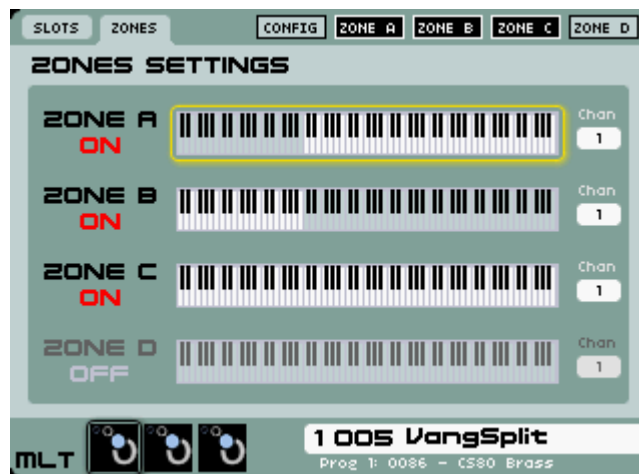 SLOTS ZONES CONFIG ZONE A ZONE B ZONE C ZONE D
ZONES SETTINGS
ZONE A Chan
ON 1
ZONE B Chan
ON 1
ZONE C Chan
ON 1
ZONE D Chan
OFF 1
MLT 1 005 VangSplit
Prog 1: 0086 - CS80 Brass